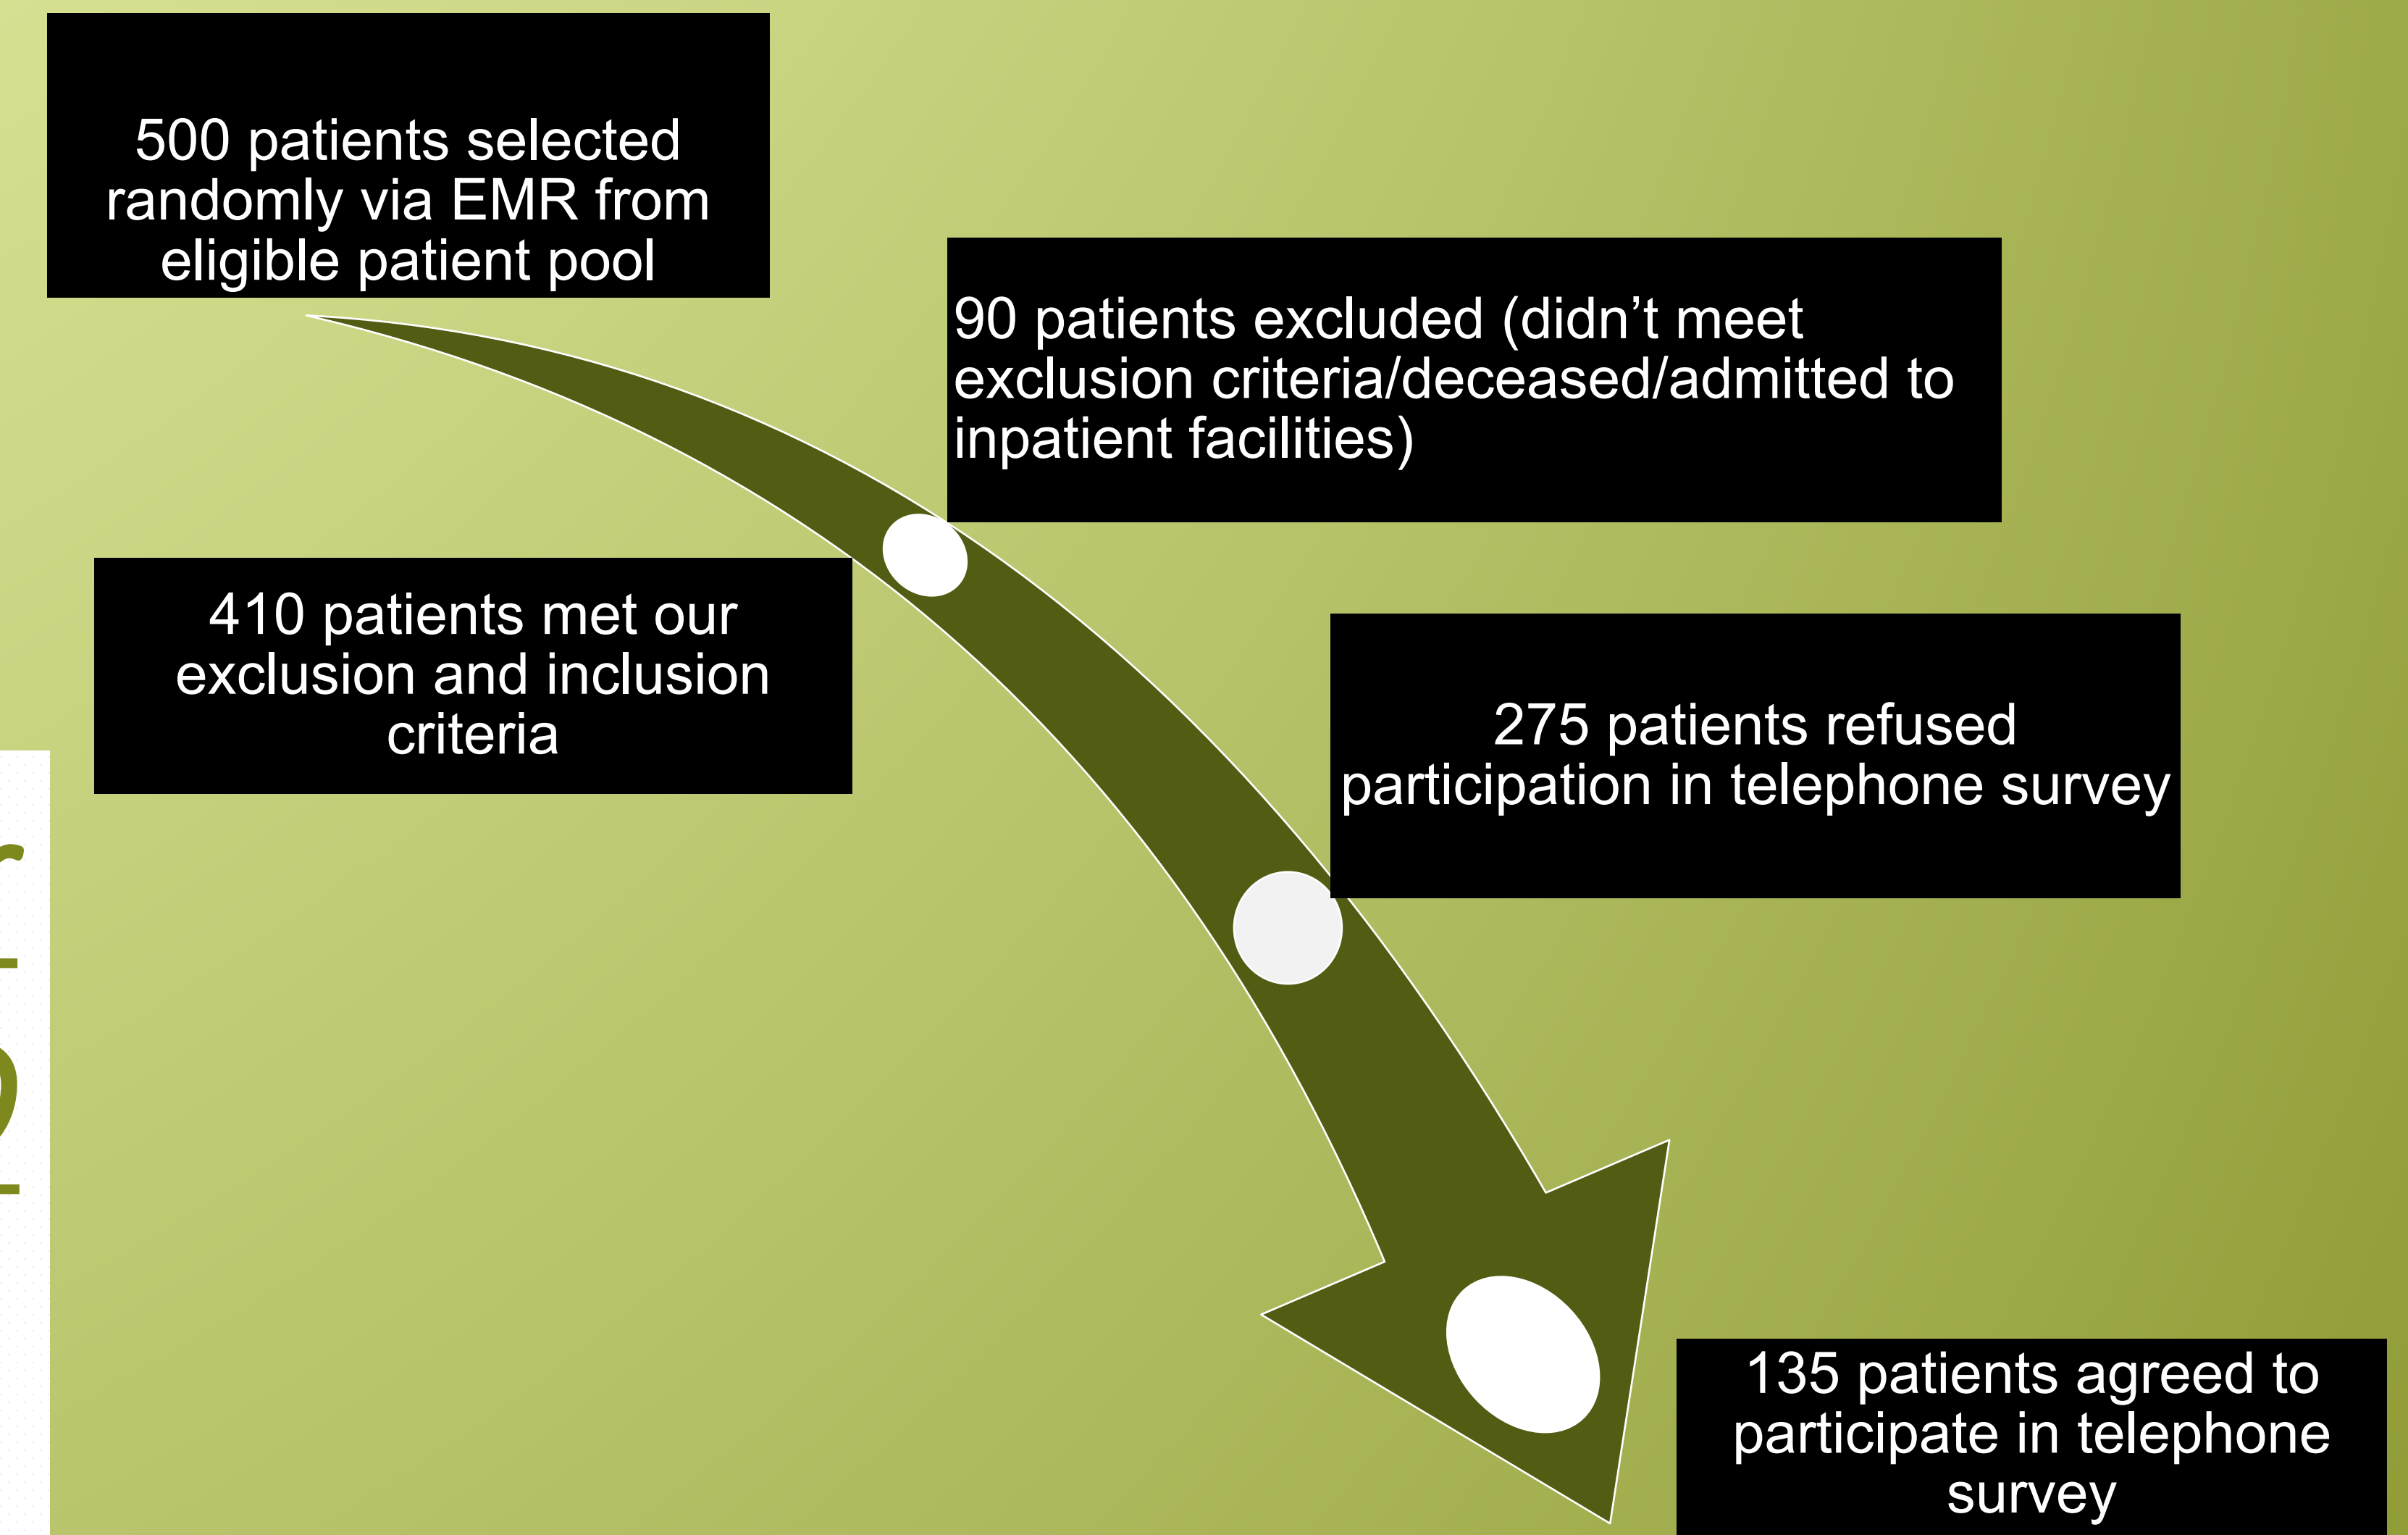 500 patients selected
randomly via EMR from
eligible patient pool
90 patients excluded (didn’t meet
exclusion criteria/deceased/admitted to
inpatient facilities)
410 patients met our
exclusion and inclusion
criteria
275 patients refused
participation in telephone survey
135 patients agreed to
participate in telephone
survey